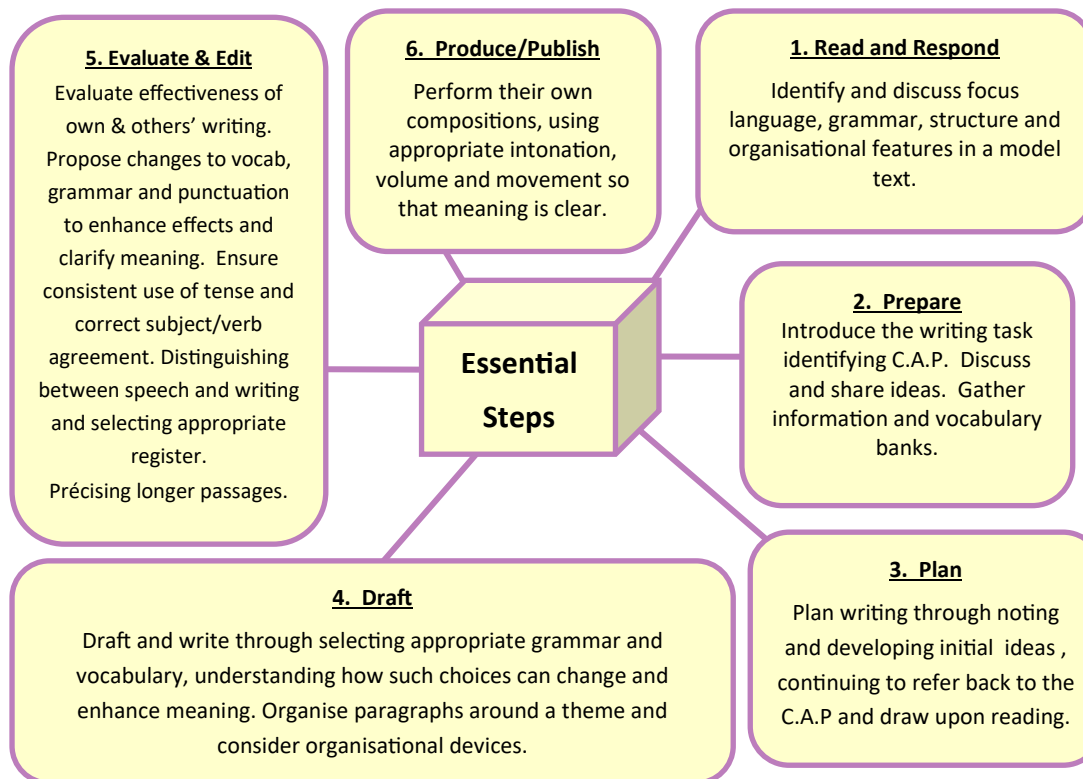 Essential
Steps
1. Read and Respond
Identify and discuss focus
language, grammar, structure and
organisational features in a model
text.
2. Prepare
Introduce the writing task
identifying C.A.P. Discuss
and share ideas. Gather
information and vocabulary
banks.
3. Plan
Plan writing through noting
and developing initial ideas ,
continuing to refer back to the
C.A.P and draw upon reading.
4. Draft
Draft and write through selecting appropriate grammar and
vocabulary, understanding how such choices can change and
enhance meaning. Organise paragraphs around a theme and
consider organisational devices.
5. Evaluate & Edit
Evaluate effectiveness of
own & others’ writing.
Propose changes to vocab,
grammar and punctuation
to enhance effects and
clarify meaning. Ensure
consistent use of tense and
correct subject/verb
agreement. Distinguishing
between speech and writing
and selecting appropriate
register.
Précising longer passages.
6. Produce/Publish
Perform their own
compositions, using
appropriate intonation,
volume and movement so
that meaning is clear.